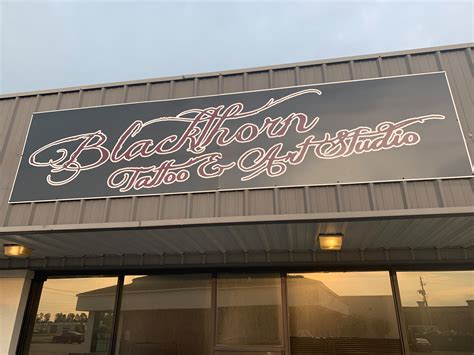 Blackthorn
Tattoo & Art Studio